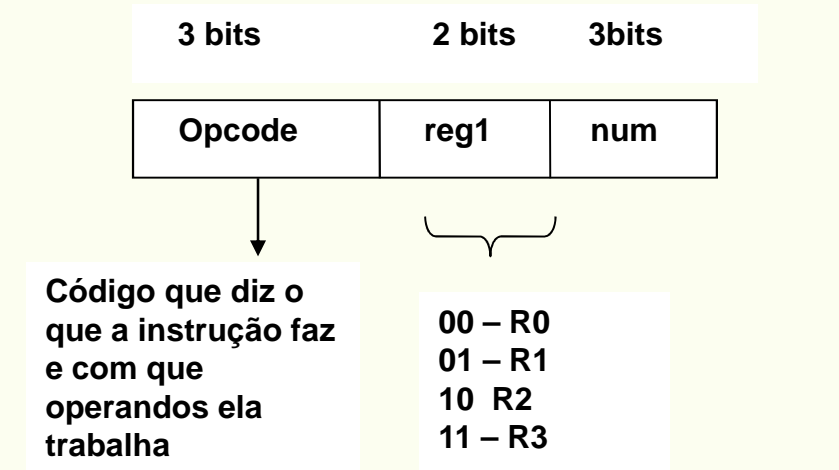 3 bits 2 bits 3bits
Opcode reg1 num
Código que diz o
que a instrução faz
e com que
operandos ela
trabalha
00 – R0
01 – R1
10 R2
11 – R3